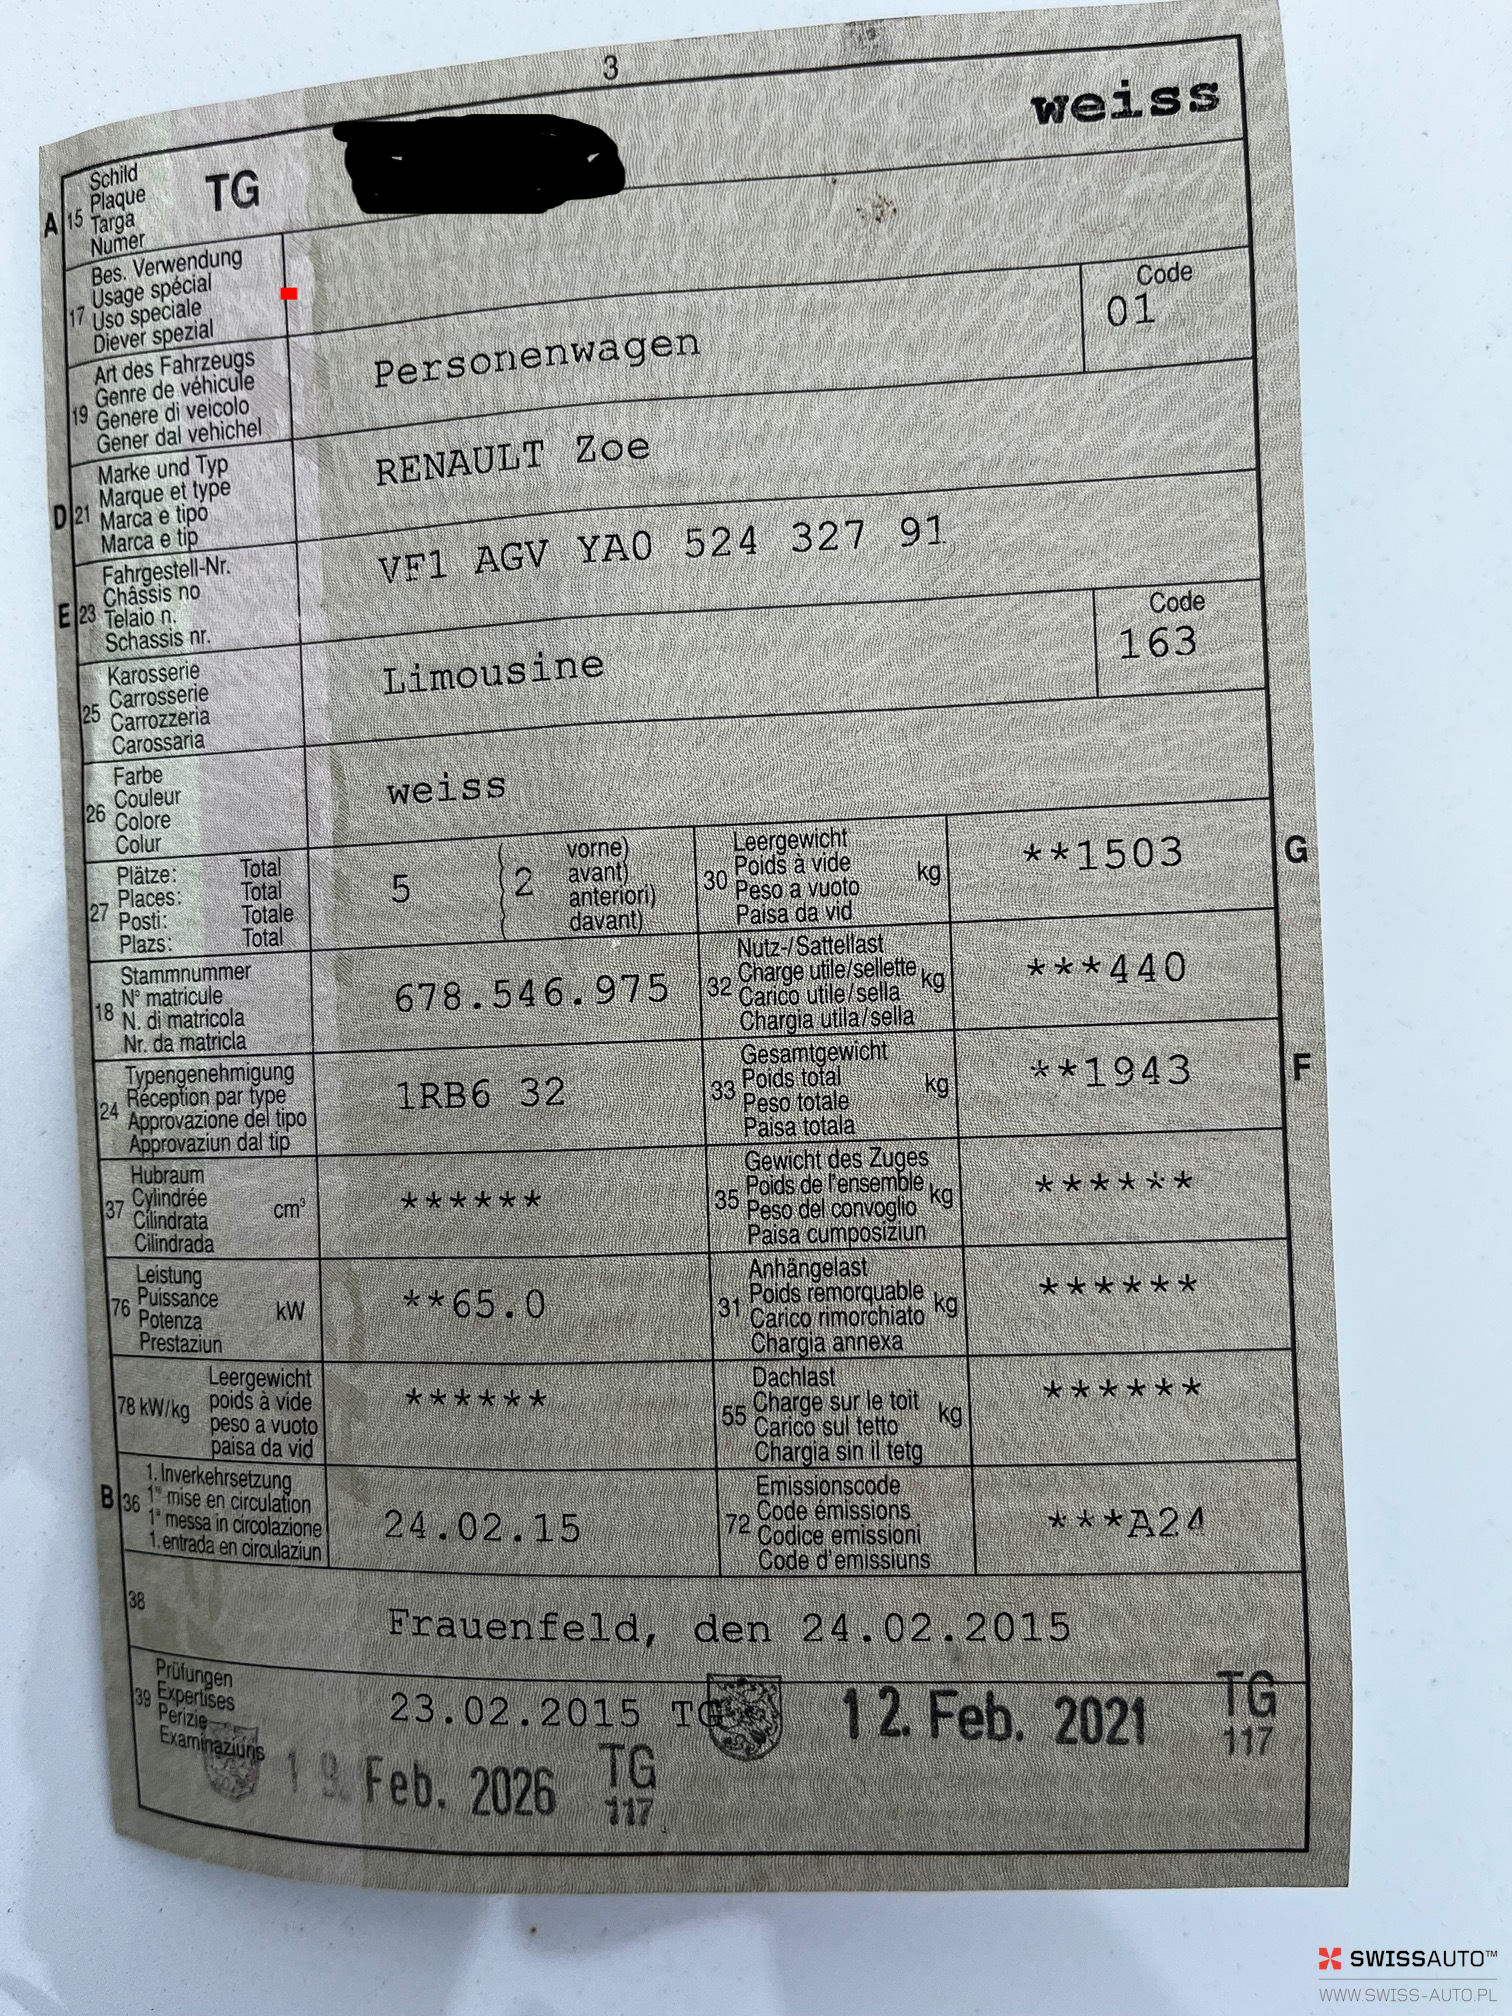 3
A 15 Schild
Plaque
Targa
Numer
TG
weiss
17 Bes. Verwendung
Usage spécial
Uso speciale
Diever spezial
19 Art des Fahrzeugs
Genre de véhicule
Genere di veicolo
Gener dal vehichel
Personenwagen
Code
01
D 21 Marke und Typ
Marque et type
Marca e tipo
Marca e tip
RENAULT Zoe
E 23 Fahrgestell-Nr.
Châssis no
Telaio n.
Schassis nr.
VF1 AGV YA0 524 327 91
25 Karosserie
Carrosserie
Carrozzeria
Carossaria
Limousine
Code
163
26 Farbe
Couleur
Colore
Colur
weiss
27 Plätze: Total
Places: Total
Posti: Totale
Plazs: Total
5 (2 vorne)
avant)
anteriori)
davant)
30 Leergewicht
Poids à vide
Peso a vuoto
Paisa da vid
kg
**1503
G
18 Stammnummer
N° matricule
N. di matricola
Nr. da matricla
678.546.975
32 Nutz-/Sattellast
Charge utile/sellette
Carico utile/sella
Chargia utila/sella
kg
***440
24 Typengenehmigung
Réception par type
Approvazione del tipo
Approvaziun dal tip
1RB6 32
33 Gesamtgewicht
Poids total
Peso totale
Paisa totala
kg
**1943
F
37 Hubraum
Cylindrée
Cilindrata
Cilindrada
cm³
******
35 Gewicht des Zuges
Poids de l'ensemble
Peso del convoglio
Paisa cumposiziun
kg
******
76 Leistung
Puissance
Potenza
Prestaziun
kW
**65.0
31 Anhängelast
Poids remorquable
Carico rimorchiato
Chargia annexa
kg
******
78 kW/kg Leergewicht
poids à vide
peso a vuoto
paisa da vid
******
55 Dachlast
Charge sur le toit
Carico sul tetto
Chargia sin il tetg
kg
******
B 36 1. Inverkehrsetzung
1re mise en circulation
1a messa in circolazione
1. entrada en circulaziun
24.02.15
72 Emissionscode
Code émissions
Codice emissioni
Code d'emissiuns
***A24
38
Frauenfeld, den 24.02.2015
39 Prüfungen
Expertises
Perizie
Examinaziuns
23.02.2015 TG
12. Feb. 2021 TG
117
19. Feb. 2026 TG
117
SWISSAUTO™
WWW.SWISS-AUTO.PL